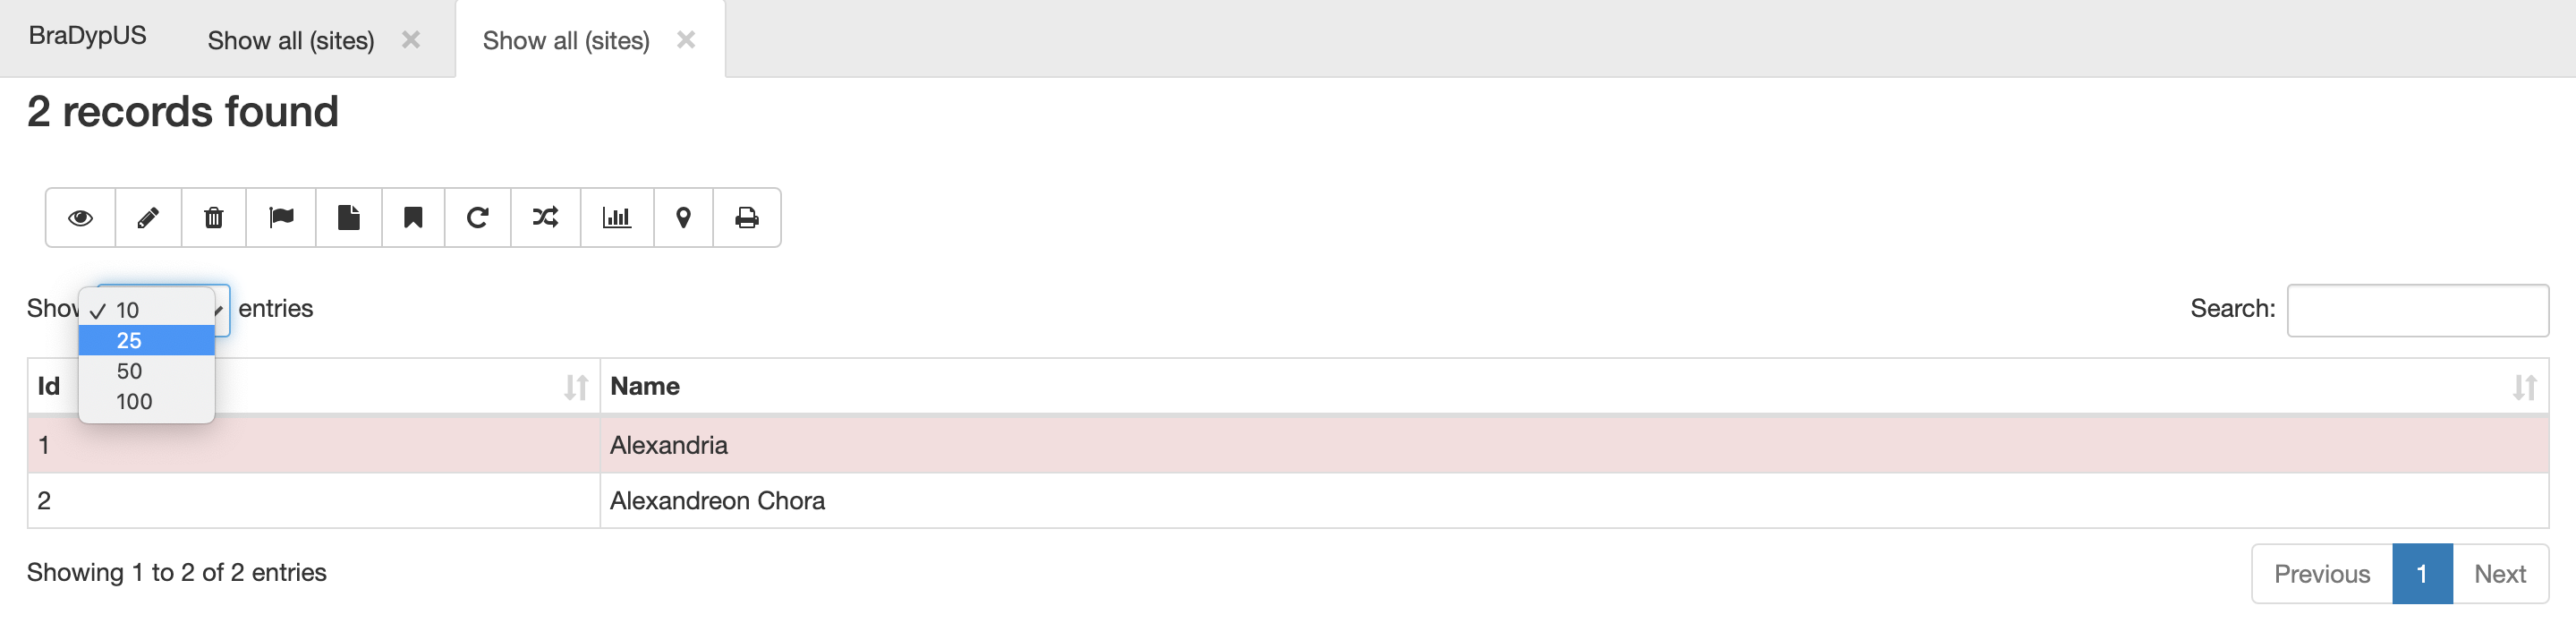 BraDypUS Show all (sites) × Show all (sites) ×
2 records found
✓ 10 entries
25
50
100
Search:
Id Name
1 Alexandria
2 Alexandreon Chora
Showing 1 to 2 of 2 entries
Previous 1 Next